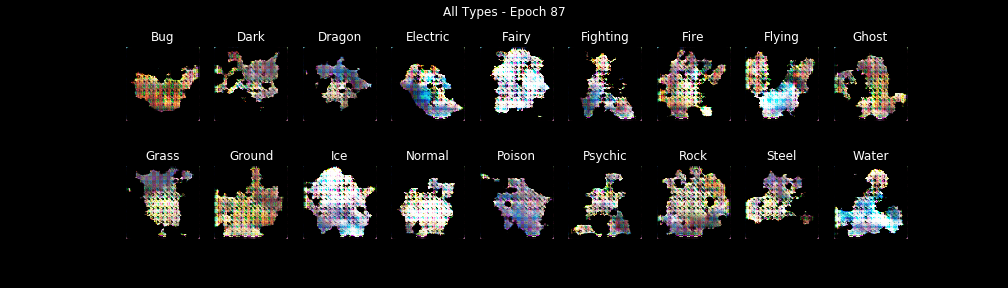 All Types - Epoch 87
Bug Dark Dragon Electric Fairy Fighting Fire Flying Ghost
Grass Ground Ice Normal Poison Psychic Rock Steel Water